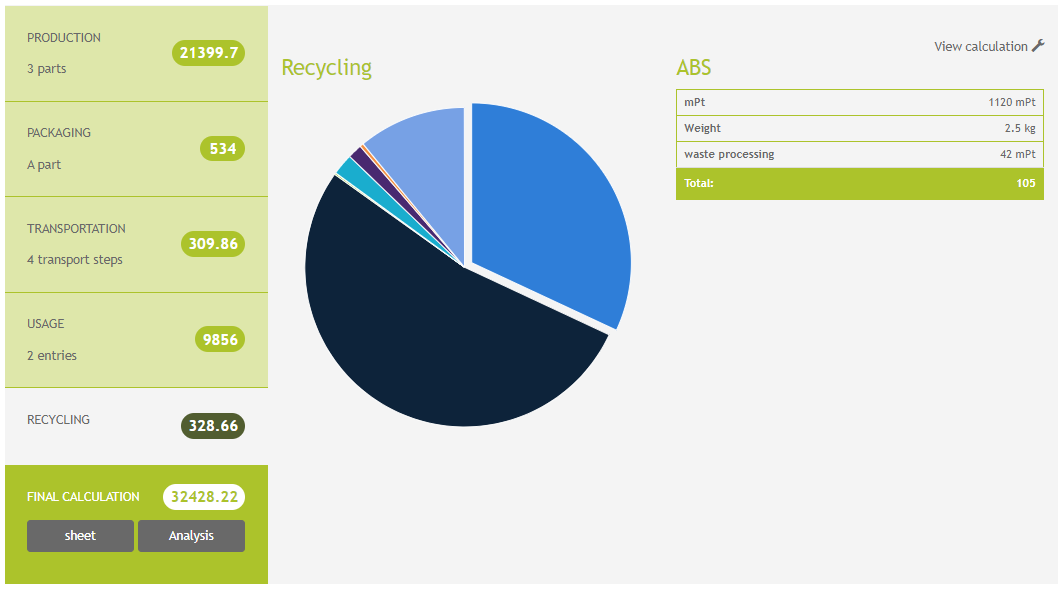 PRODUCTION
21399.7
3 parts
PACKAGING
534
A part
TRANSPORTATION
309.86
4 transport steps
USAGE
9856
2 entries
RECYCLING
328.66
FINAL CALCULATION 32428.22
sheet Analysis
Recycling
View calculation
ABS
mPt 1120 mPt
Weight 2.5 kg
waste processing 42 mPt
Total: 105